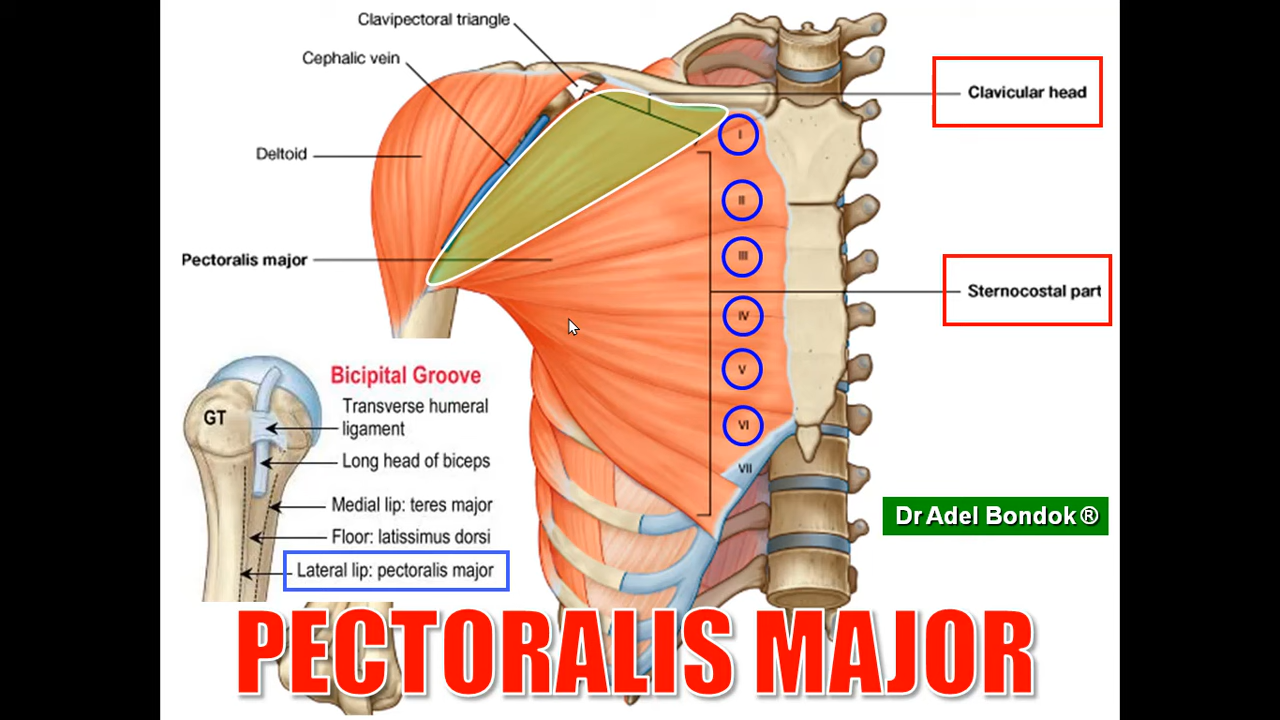 Clavipectoral triangle
Cephalic vein
Clavicular head
Deltoid
I
II
III
IV
V
VI
VII
Pectoralis major
Sternocostal part
Bicipital Groove
GT
Transverse humeral
ligament
Long head of biceps
Medial lip: teres major
Floor: latissimus dorsi
Lateral lip: pectoralis major
Dr Adel Bondok ®
PECTORALIS MAJOR